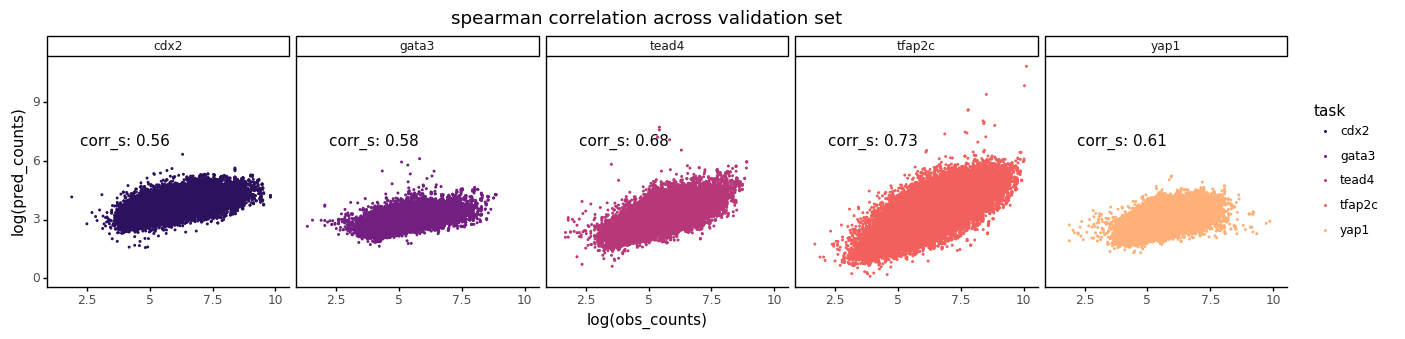 spearman correlation across validation set
cdx2
gata3
tead4
tfap2c
yap1
log(pred_counts)
9
6
3
0
corr_s: 0.56
corr_s: 0.58
corr_s: 0.68
corr_s: 0.73
corr_s: 0.61
2.5 5 7.5 10
2.5 5 7.5 10
2.5 5 7.5 10
2.5 5 7.5 10
2.5 5 7.5 10
log(obs_counts)
task
cdx2
gata3
tead4
tfap2c
yap1